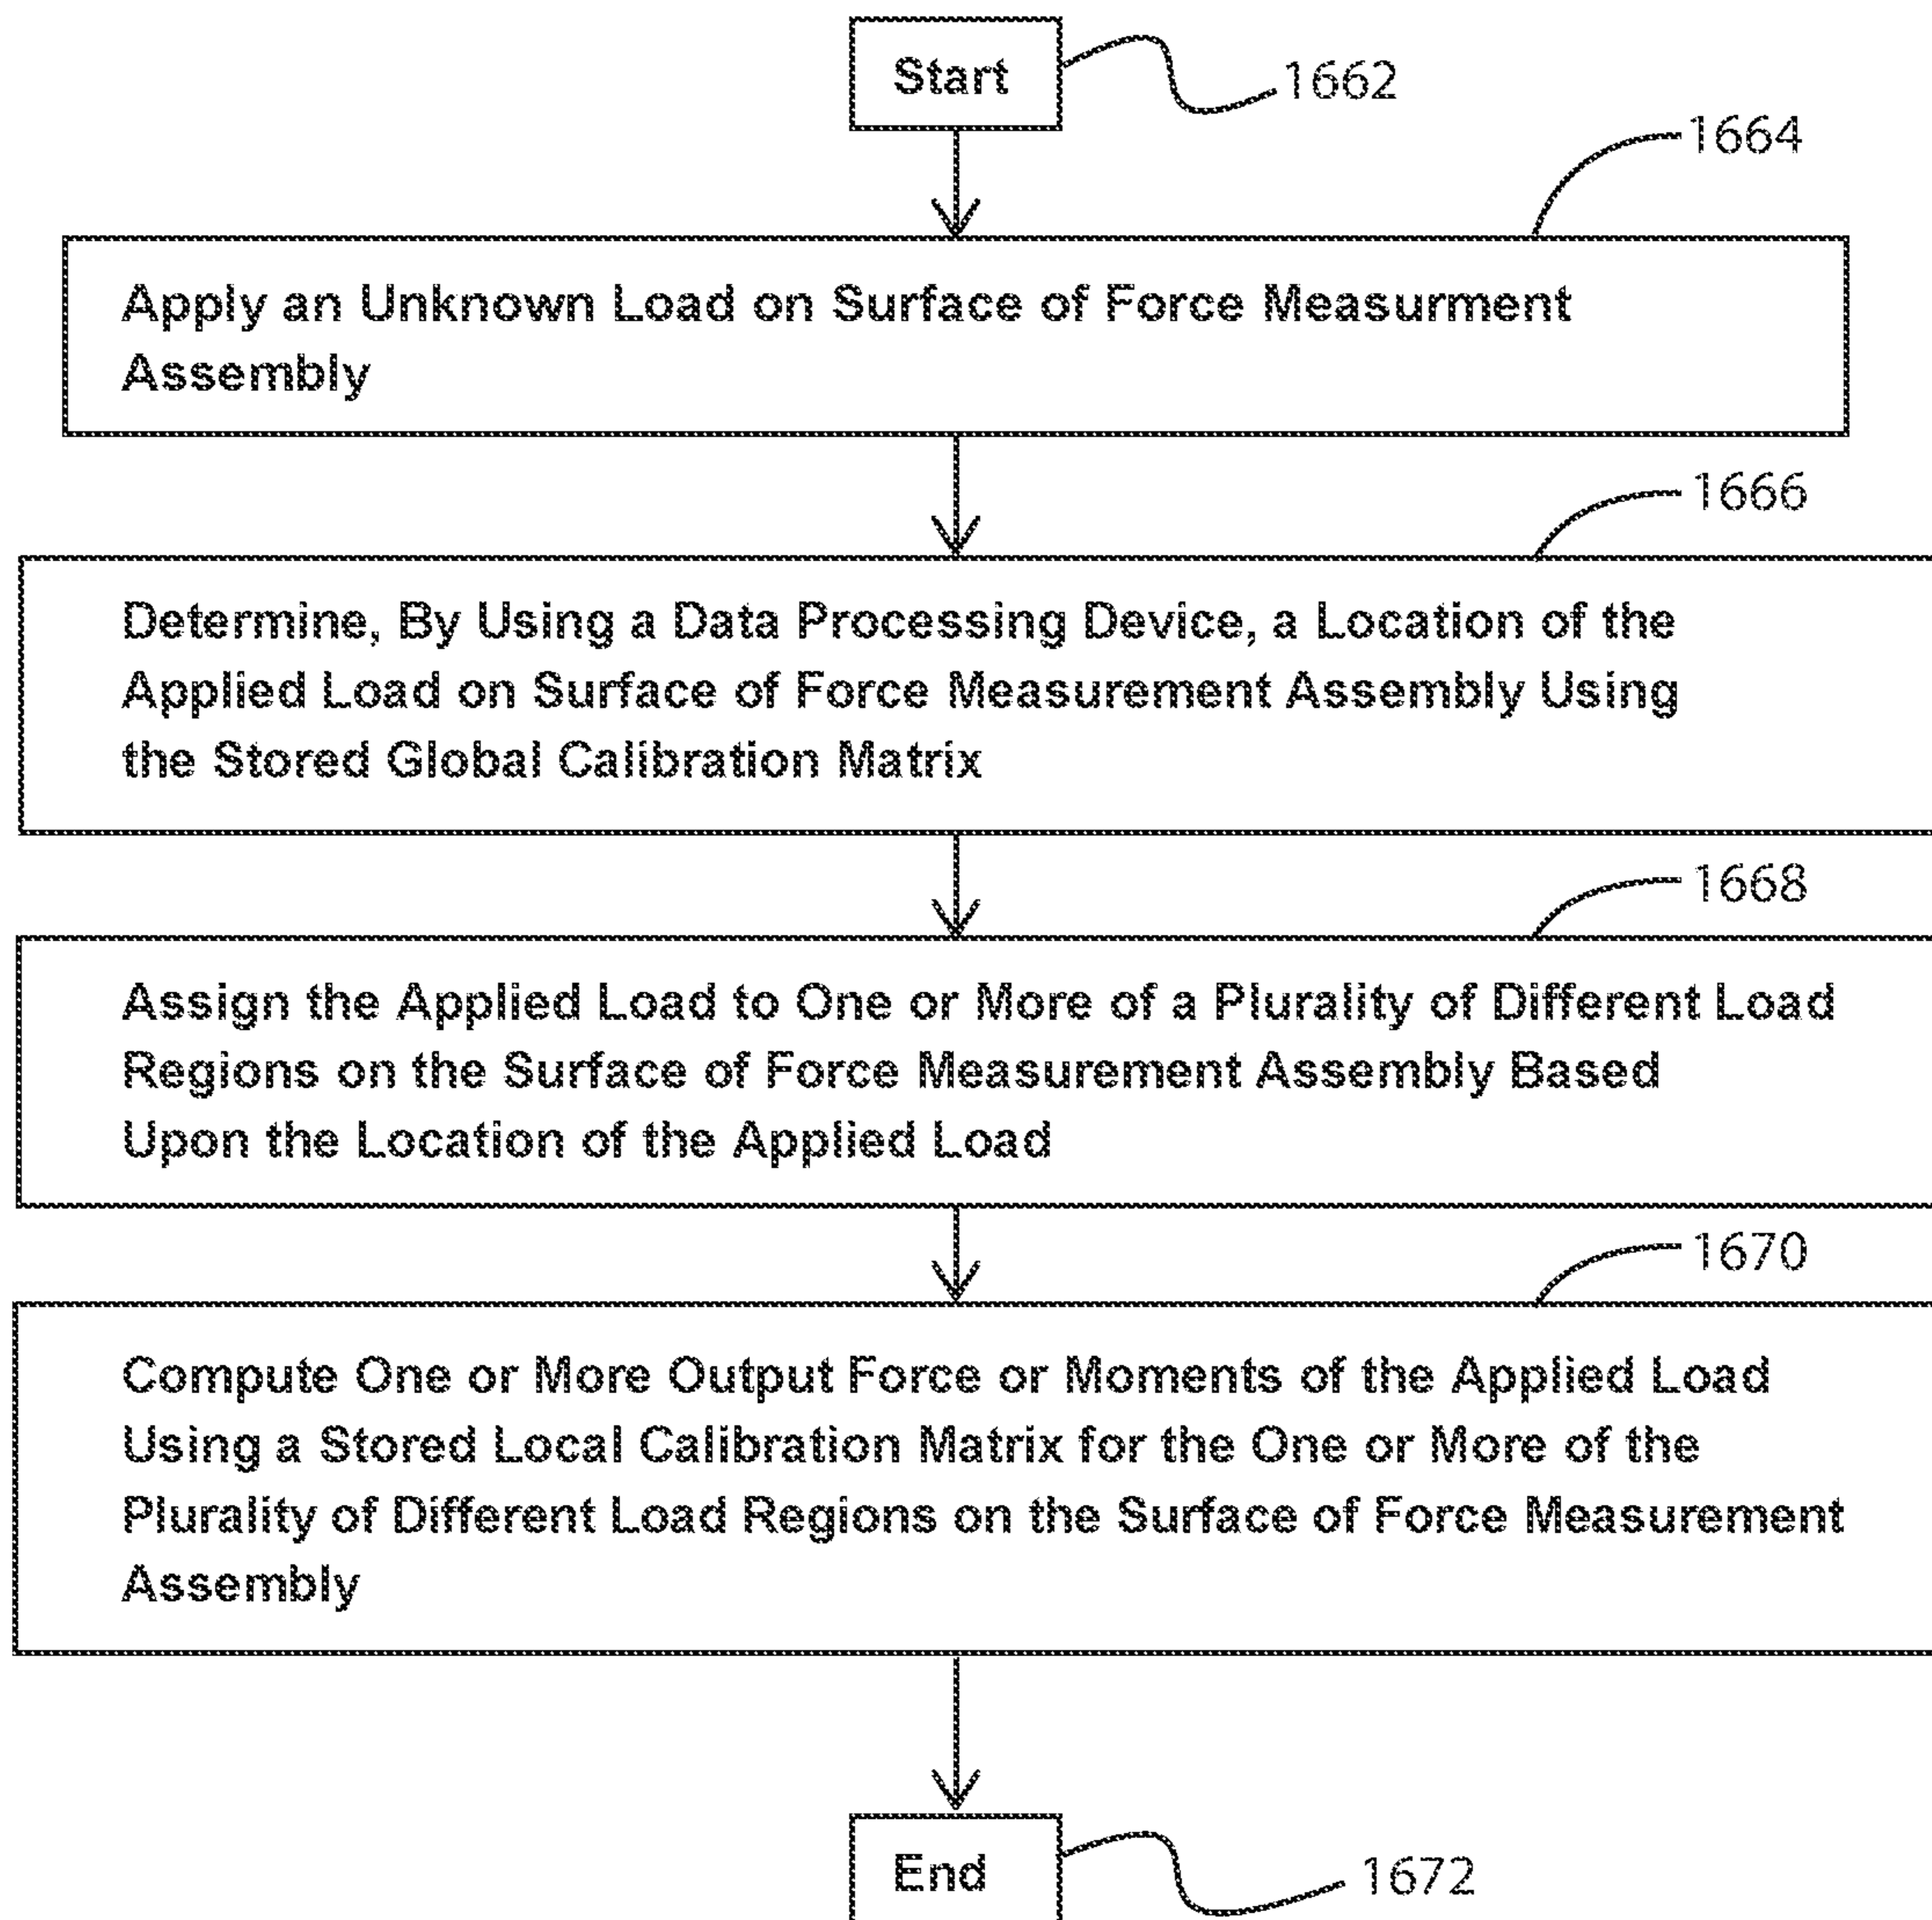 Start
1662
1664
Apply an Unknown Load on Surface of Force Measurment
Assembly
1666
Determine, By Using a Data Processing Device, a Location of the
Applied Load on Surface of Force Measurement Assembly Using
the Stored Global Calibration Matrix
1668
Assign the Applied Load to One or More of a Plurality of Different Load
Regions on the Surface of Force Measurement Assembly Based
Upon the Location of the Applied Load
1670
Compute One or More Output Force or Moments of the Applied Load
Using a Stored Local Calibration Matrix for the One or More of the
Plurality of Different Load Regions on the Surface of Force Measurement
Assembly
End
1672